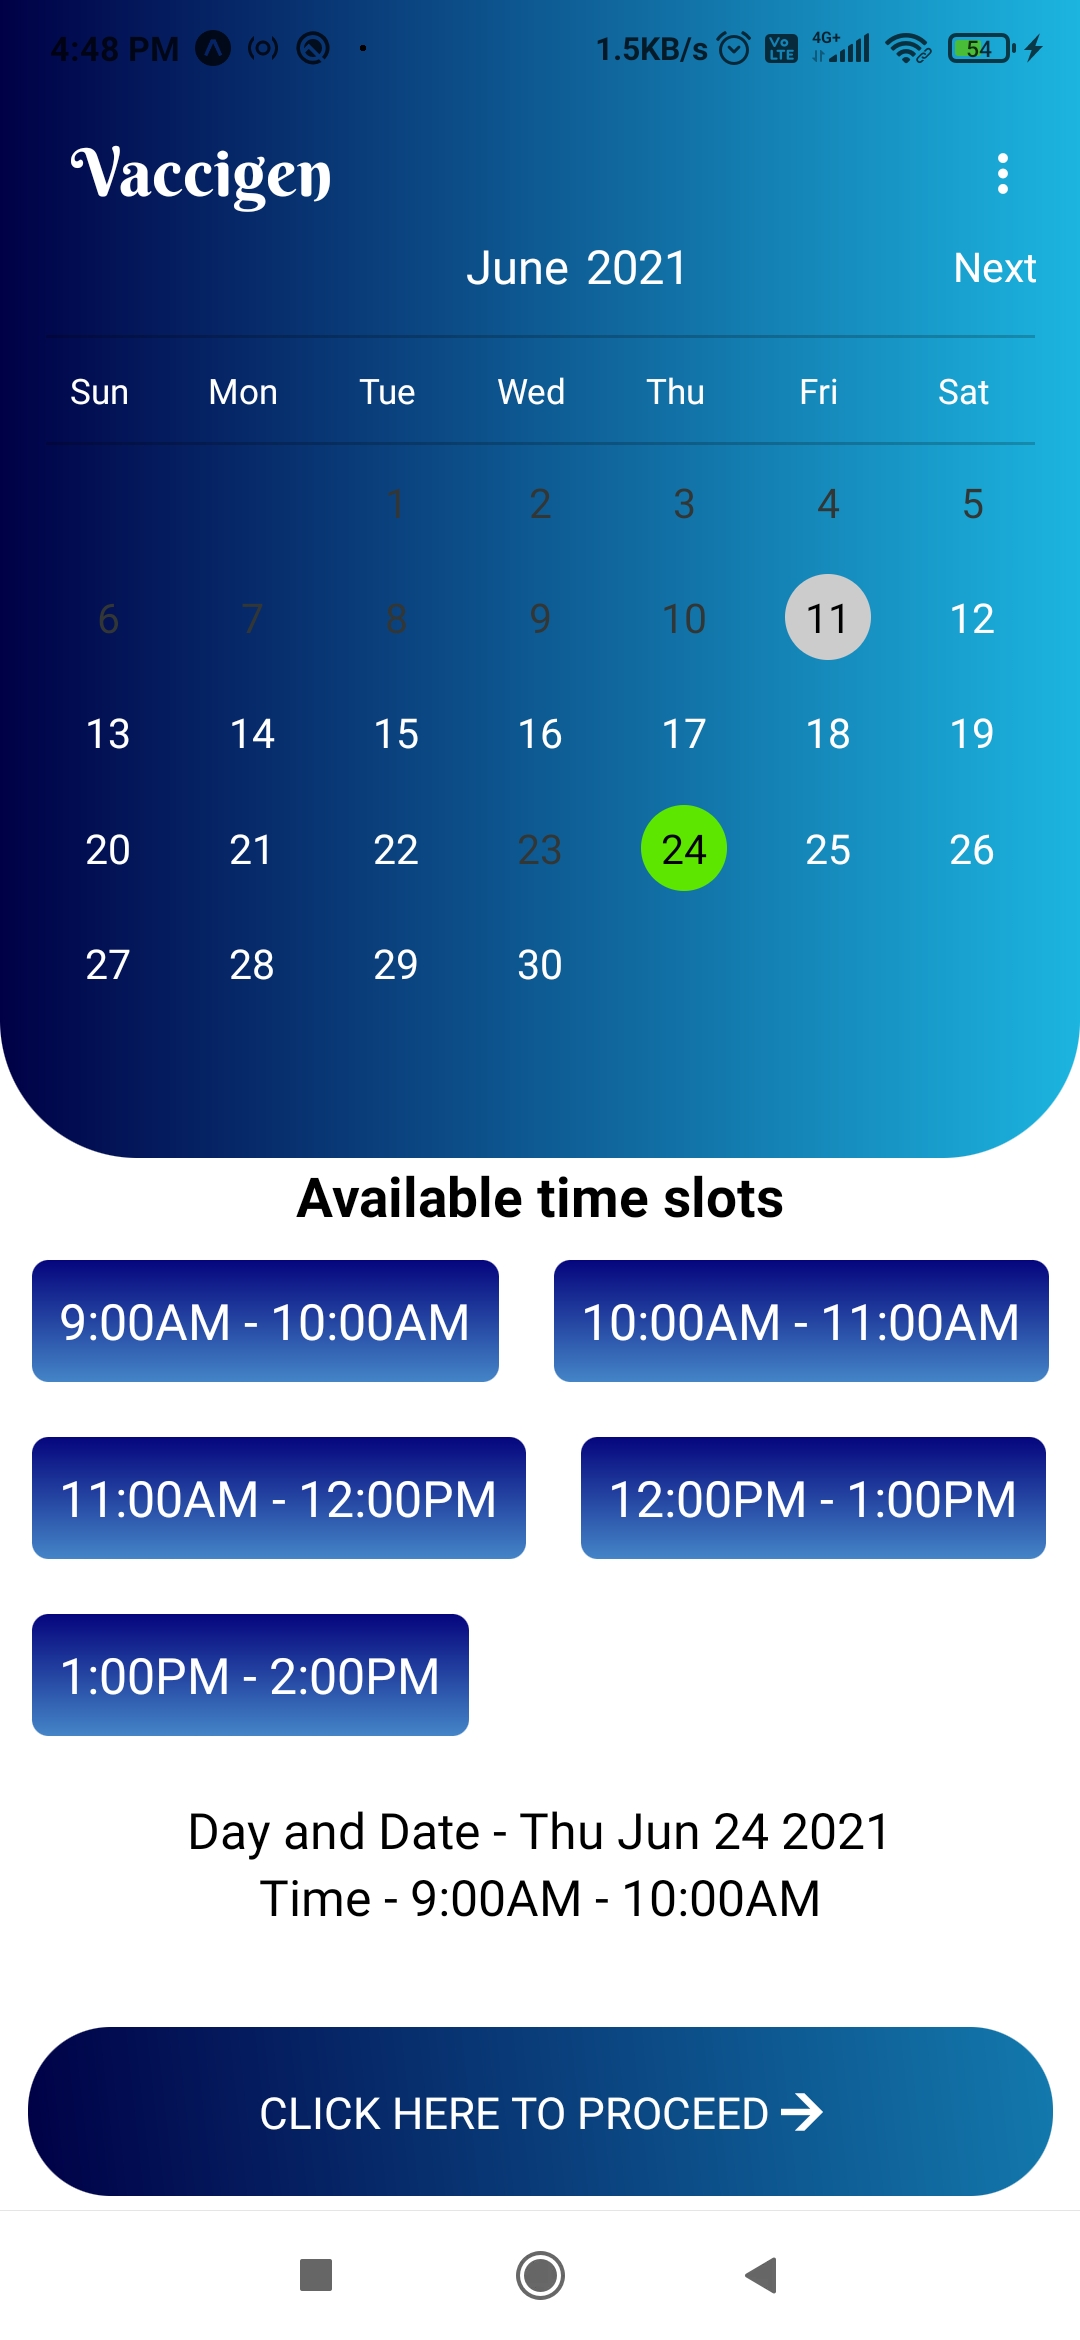 4:48 PM 1.5KB/s Vo LTE 4G+ 54
Vaccigen
June 2021 Next
Sun Mon Tue Wed Thu Fri Sat
1 2 3 4 5
6 7 8 9 10 11 12
13 14 15 16 17 18 19
20 21 22 23 24 25 26
27 28 29 30
Available time slots
9:00AM - 10:00AM 10:00AM - 11:00AM
11:00AM - 12:00PM 12:00PM - 1:00PM
1:00PM - 2:00PM
Day and Date - Thu Jun 24 2021
Time - 9:00AM - 10:00AM
CLICK HERE TO PROCEED